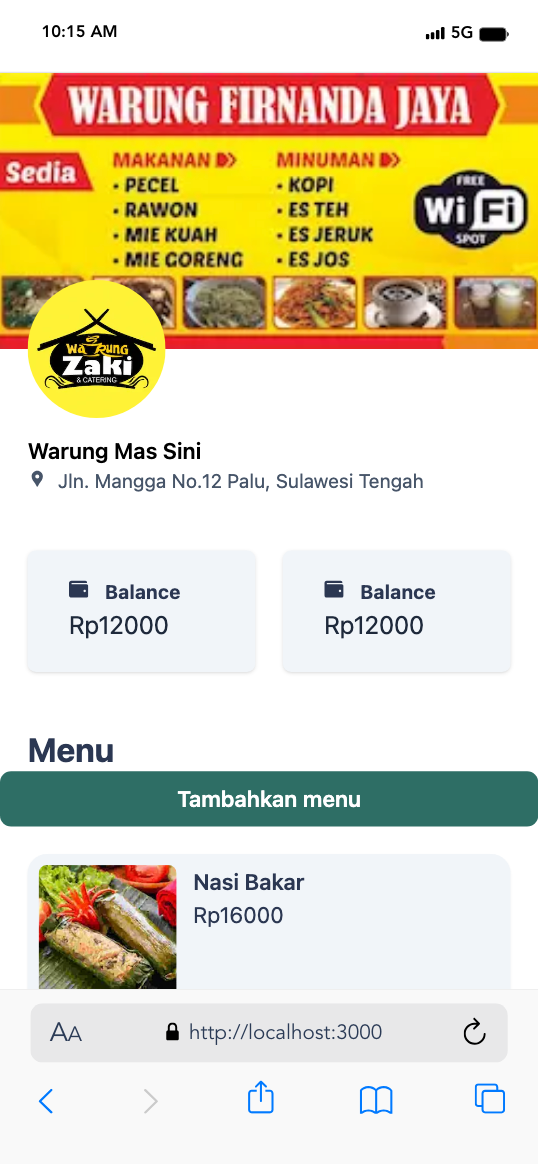 10:15 AM
5G
WARUNG FIRNANDA JAYA
Sedia
MAKANAN
• PECEL
• RAWON
• MIE KUAH
• MIE GORENG
MINUMAN
• KOPI
• ES TEH
• ES JERUK
• ES JOS
FREE
Wi Fi
SPOT
Warung
Zaki
& CATERING
Warung Mas Sini
Jln. Mangga No.12 Palu, Sulawesi Tengah
Balance
Rp12000
Balance
Rp12000
Menu
Tambahkan menu
Nasi Bakar
Rp16000
AA
http://localhost:3000